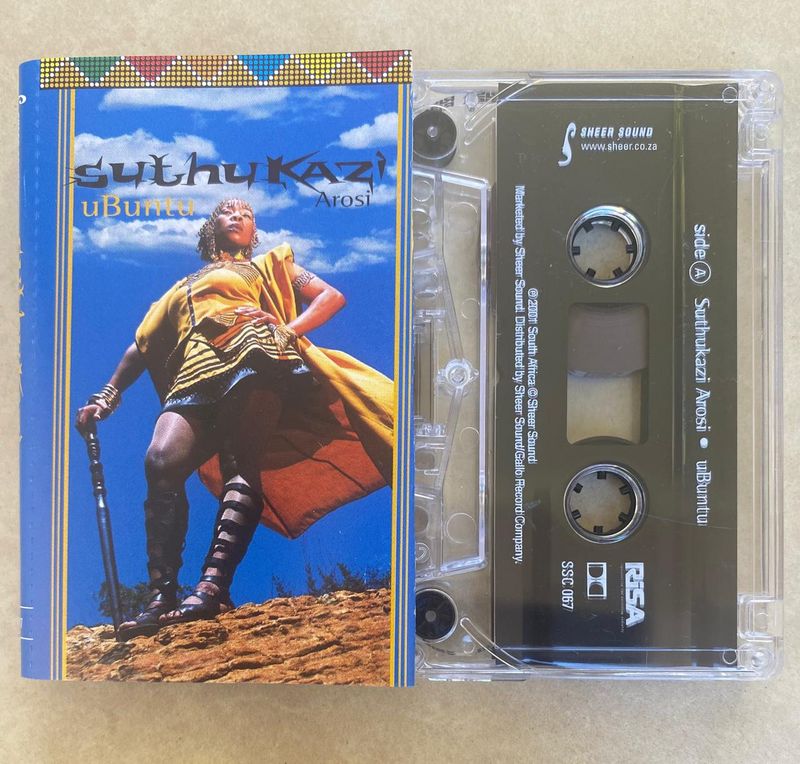 suthuKAZi
Arosi
uBuntu
SHEER SOUND
www.sheer.co.za
side A Suthukazi Arosi • uBuntu
℗ 2001 South Africa © Sheer Sound
Marketed by Sheer Sound. Distributed by Sheer Sound/Gallo Record Company.
RiSA
SSC 067